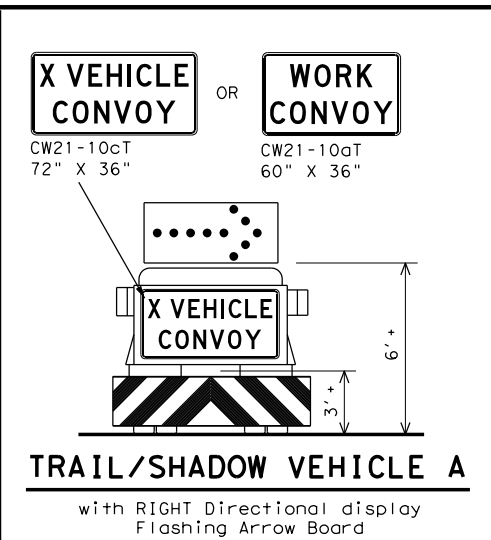 X VEHICLE
CONVOY
OR
WORK
CONVOY
CW21-10cT
72" X 36"
CW21-10aT
60" X 36"
X VEHICLE
CONVOY
6'+
3'+
TRAIL/SHADOW VEHICLE A
with RIGHT Directional display
Flashing Arrow Board